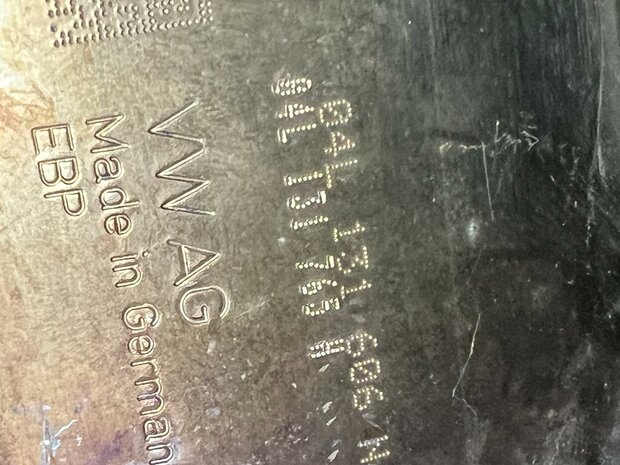 04L 131 606
04L 131 765
VW AG
Made in German
EBP